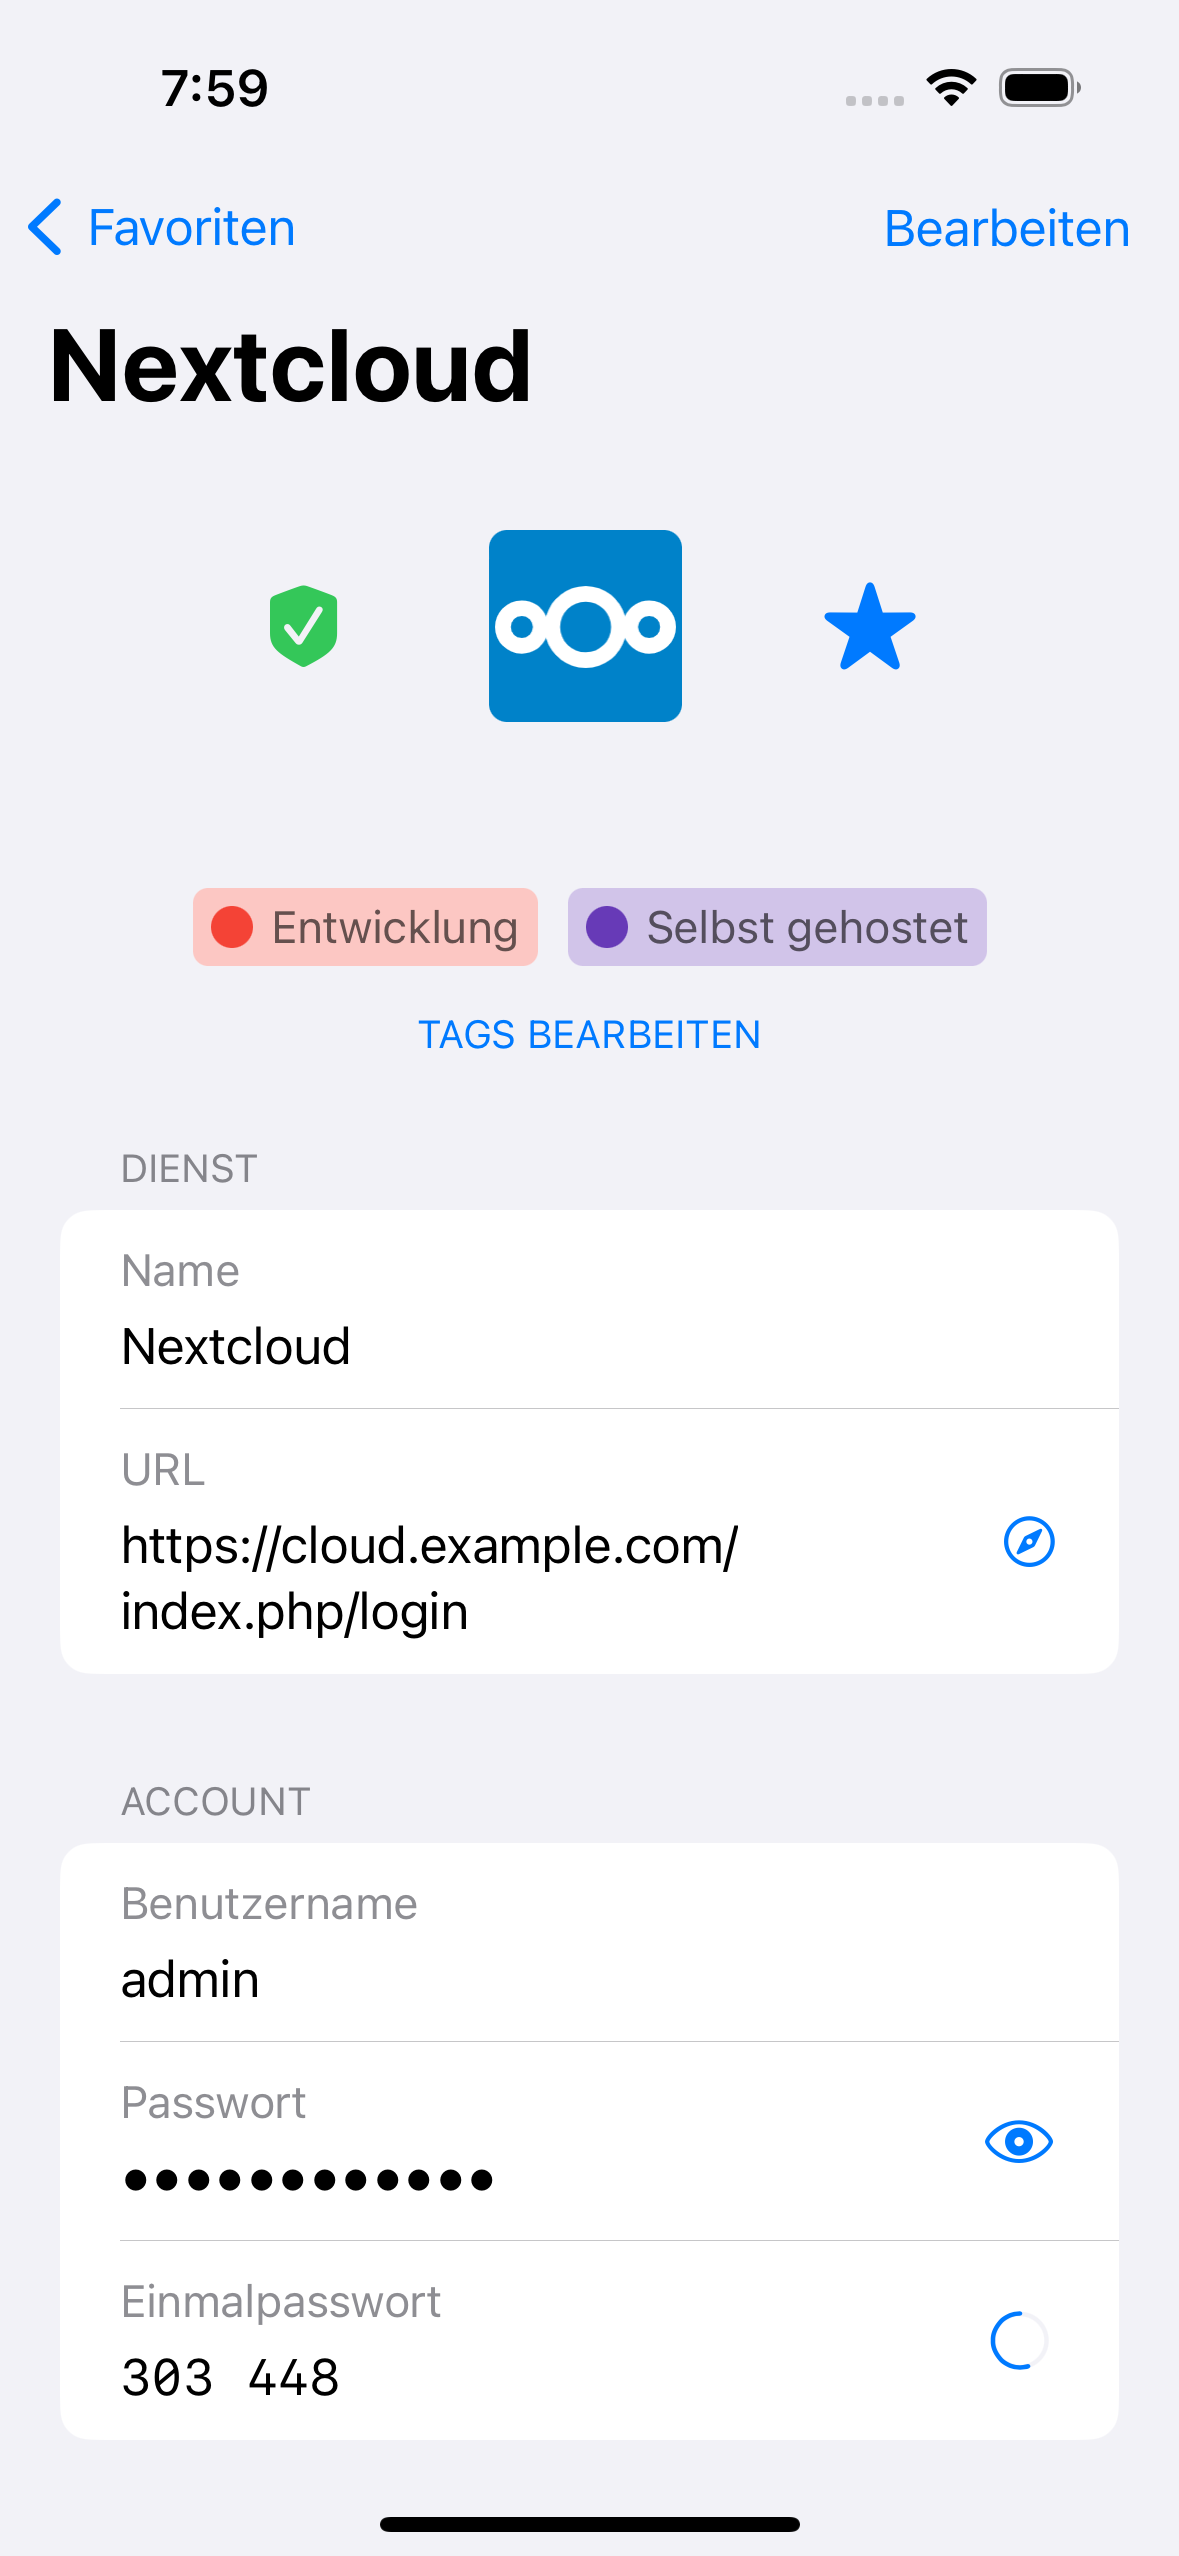 7:59
Favoriten
Bearbeiten
Nextcloud
Entwicklung
Selbst gehostet
TAGS BEARBEITEN
DIENST
Name
Nextcloud
URL
https://cloud.example.com/
index.php/login
ACCOUNT
Benutzername
admin
Passwort
●●●●●●●●●●●●
Einmalpasswort
303 448